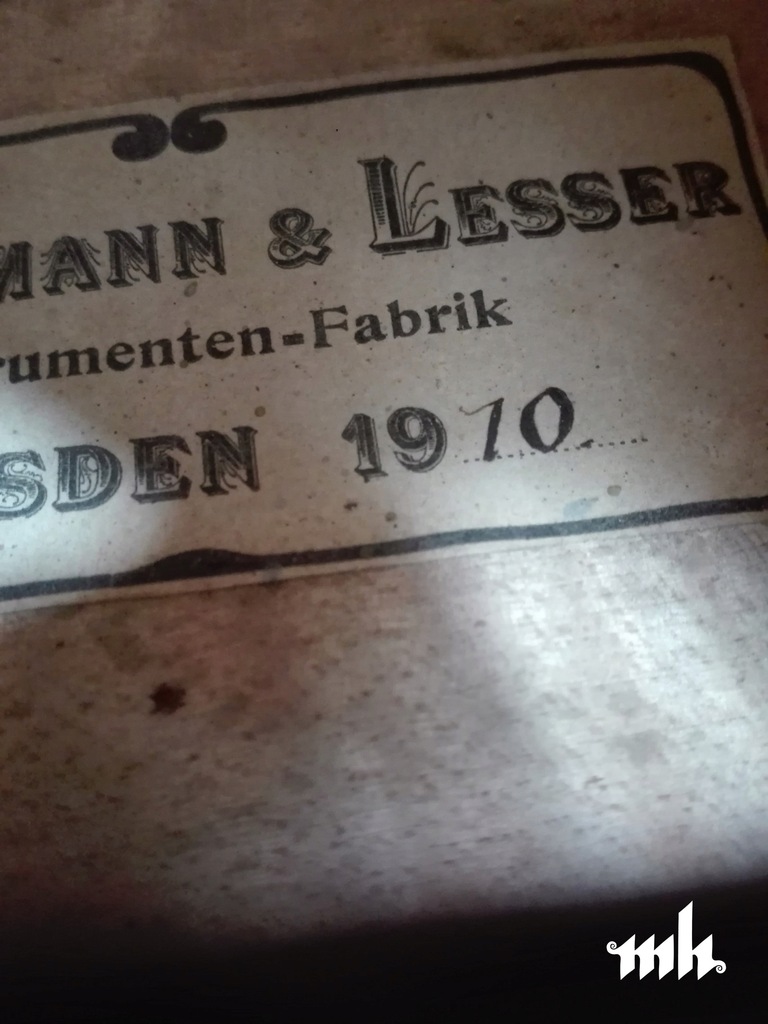 MANN & LESSER
rumenten-Fabrik
SDEN 1910
mh